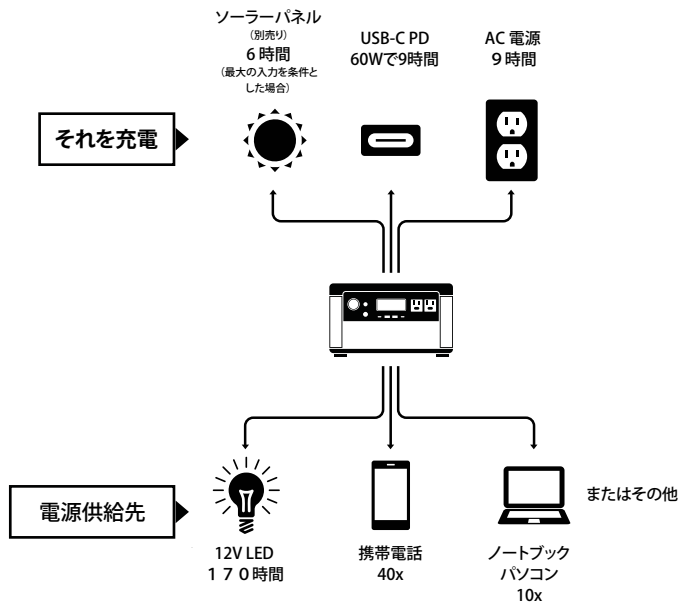 ソーラーパネル
(別売り)
6 時間
(最大の入力を条件と
した場合)
USB-C PD
60Wで9時間
AC 電源
9 時間
それを充電
電源供給先
12V LED
１７０時間
携帯電話
40x
ノートブック
パソコン
10x
またはその他